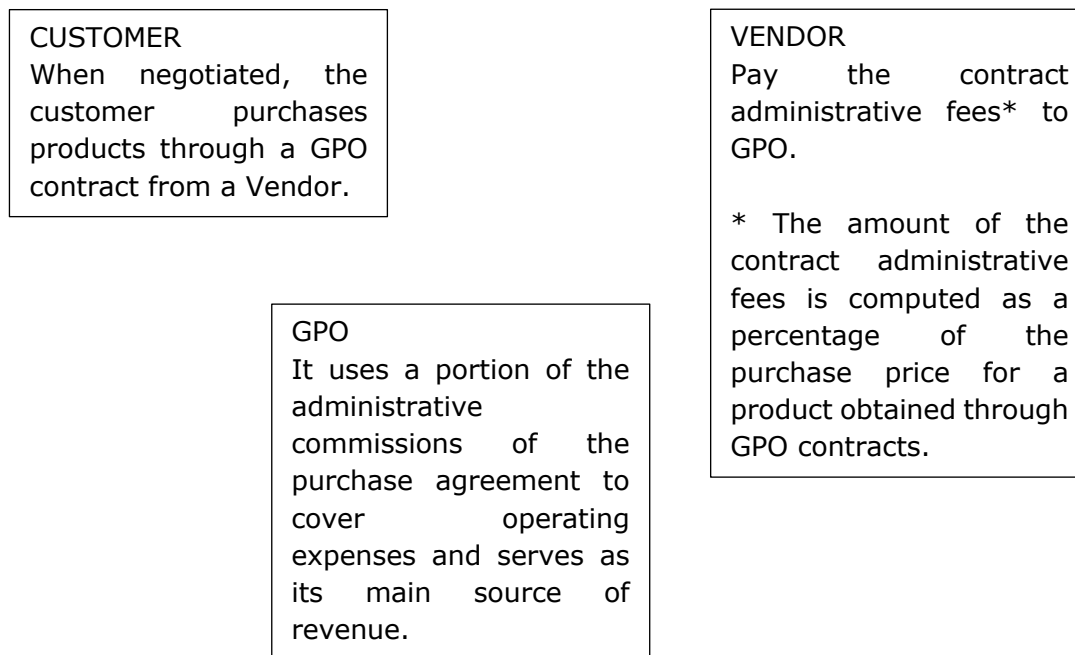 CUSTOMER
When negotiated, the
customer purchases
products through a GPO
contract from a Vendor.
VENDOR
Pay the contract
administrative fees* to
GPO.
* The amount of the
contract administrative
fees is computed as a
percentage of the
purchase price for a
product obtained through
GPO contracts.
GPO
It uses a portion of the
administrative
commissions of the
purchase agreement to
cover operating
expenses and serves as
its main source of
revenue.